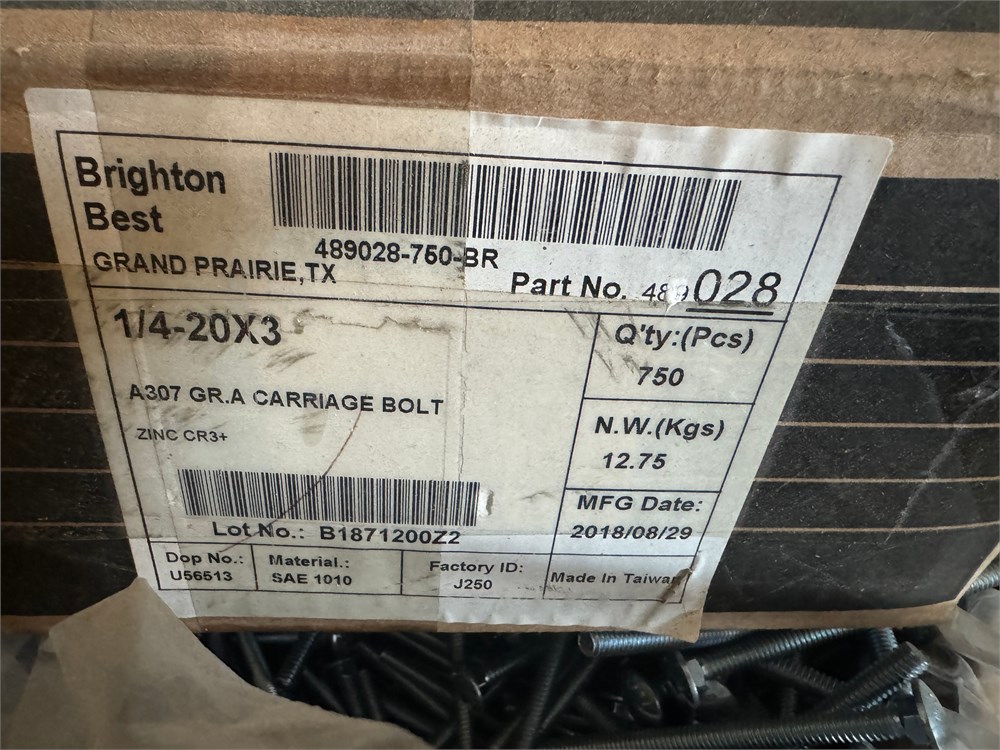 Brighton
Best
489028-750-BR
GRAND PRAIRIE,TX
Part No. 489028
1/4-20X3
Q'ty:(Pcs)
750
A307 GR.A CARRIAGE BOLT
ZINC CR3+
N.W.(Kgs)
12.75
MFG Date:
2018/08/29
Lot No.: B1871200Z2
Dop No.:
U56513
Material.:
SAE 1010
Factory ID:
J250
Made In Taiwan